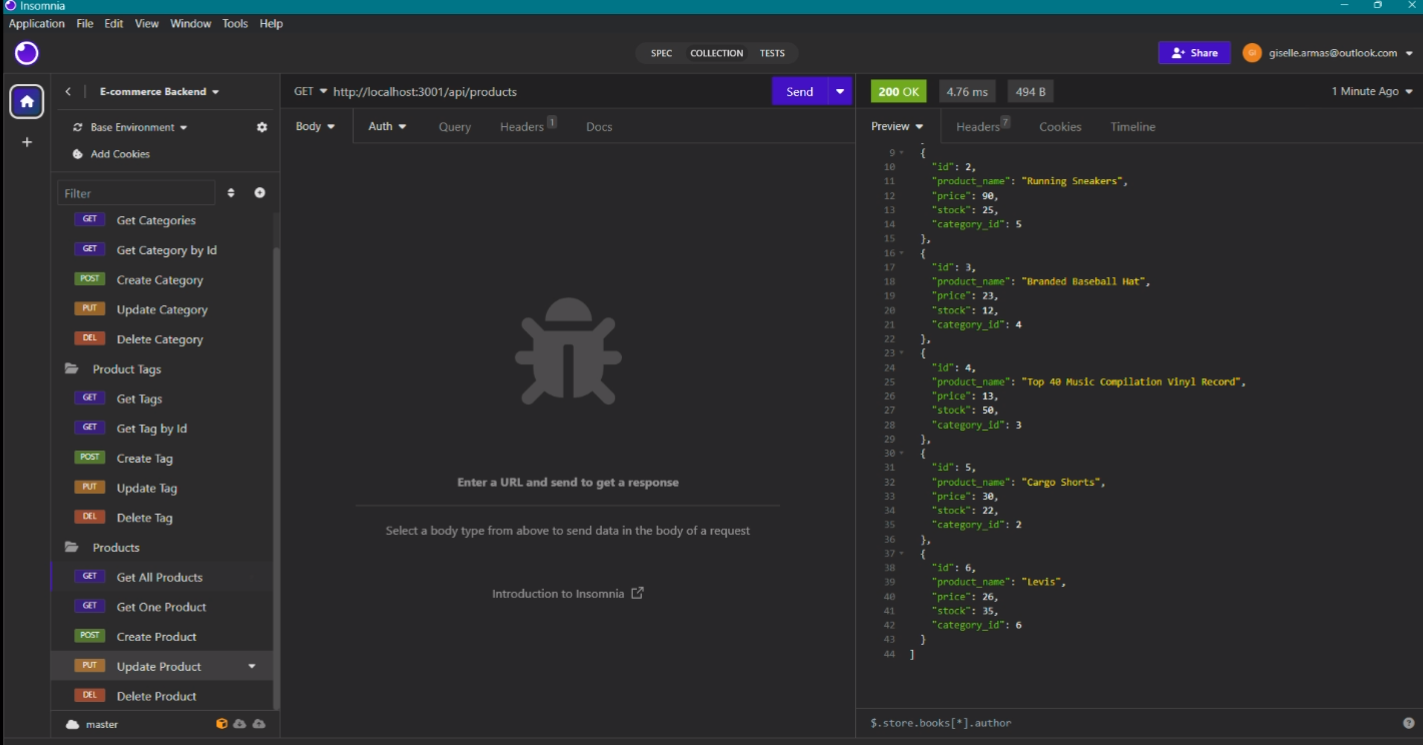 Insomnia
Application File Edit View Window Tools Help
SPEC COLLECTION TESTS
Share
GI giselle.armas@outlook.com
E-commerce Backend
Base Environment
Add Cookies
Filter
GET Get Categories
GET Get Category by Id
POST Create Category
PUT Update Category
DEL Delete Category
Product Tags
GET Get Tags
GET Get Tag by Id
POST Create Tag
PUT Update Tag
DEL Delete Tag
Products
GET Get All Products
GET Get One Product
POST Create Product
PUT Update Product
DEL Delete Product
master
GET http://localhost:3001/api/products
Send
Body Auth Query Headers 1 Docs
Enter a URL and send to get a response
Select a body type from above to send data in the body of a request
Introduction to Insomnia
200 OK 4.76 ms 494 B 1 Minute Ago
Preview Headers 7 Cookies Timeline
9 {
10 "id": 2,
11 "product_name": "Running Sneakers",
12 "price": 90,
13 "stock": 25,
14 "category_id": 5
15 },
16 {
17 "id": 3,
18 "product_name": "Branded Baseball Hat",
19 "price": 23,
20 "stock": 12,
21 "category_id": 4
22 },
23 {
24 "id": 4,
25 "product_name": "Top 40 Music Compilation Vinyl Record",
26 "price": 13,
27 "stock": 50,
28 "category_id": 3
29 },
30 {
31 "id": 5,
32 "product_name": "Cargo Shorts",
33 "price": 30,
34 "stock": 22,
35 "category_id": 2
36 },
37 {
38 "id": 6,
39 "product_name": "Levis",
40 "price": 26,
41 "stock": 35,
42 "category_id": 6
43 }
44 ]
$.store.books[*].author